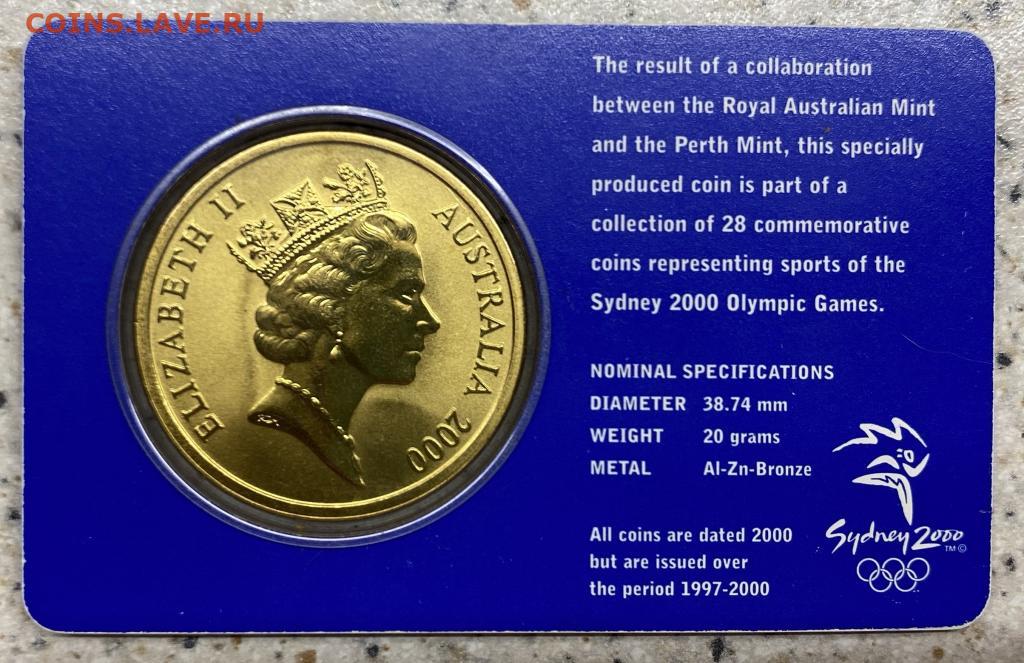 COINS.LAVE.RU
ELIZABETH II
AUSTRALIA 2000
The result of a collaboration
between the Royal Australian Mint
and the Perth Mint, this specially
produced coin is part of a
collection of 28 commemorative
coins representing sports of the
Sydney 2000 Olympic Games.
NOMINAL SPECIFICATIONS
DIAMETER 38.74 mm
WEIGHT 20 grams
METAL Al-Zn-Bronze
All coins are dated 2000
but are issued over
the period 1997-2000
Sydney 2000
TM ©